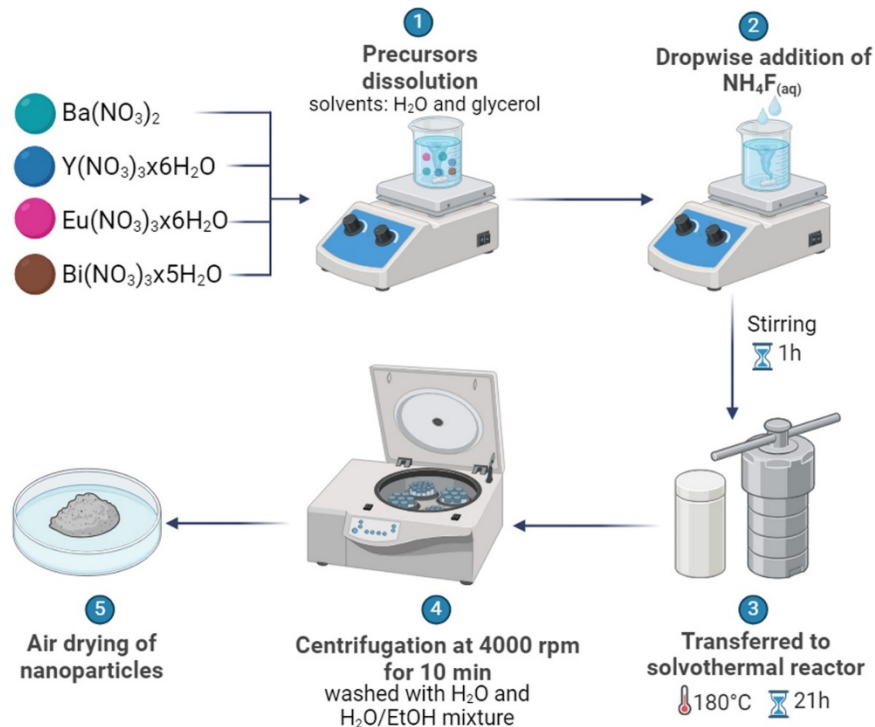 1
Precursors
dissolution
solvents: H₂O and glycerol
2
Dropwise addition of
NH₄F₍aq₎
Ba(NO₃)₂
Y(NO₃)₃x6H₂O
Eu(NO₃)₃x6H₂O
Bi(NO₃)₃x5H₂O
Stirring
1h
3
Transferred to
solvothermal reactor
180°C 21h
4
Centrifugation at 4000 rpm
for 10 min
washed with H₂O and
H₂O/EtOH mixture
5
Air drying of
nanoparticles